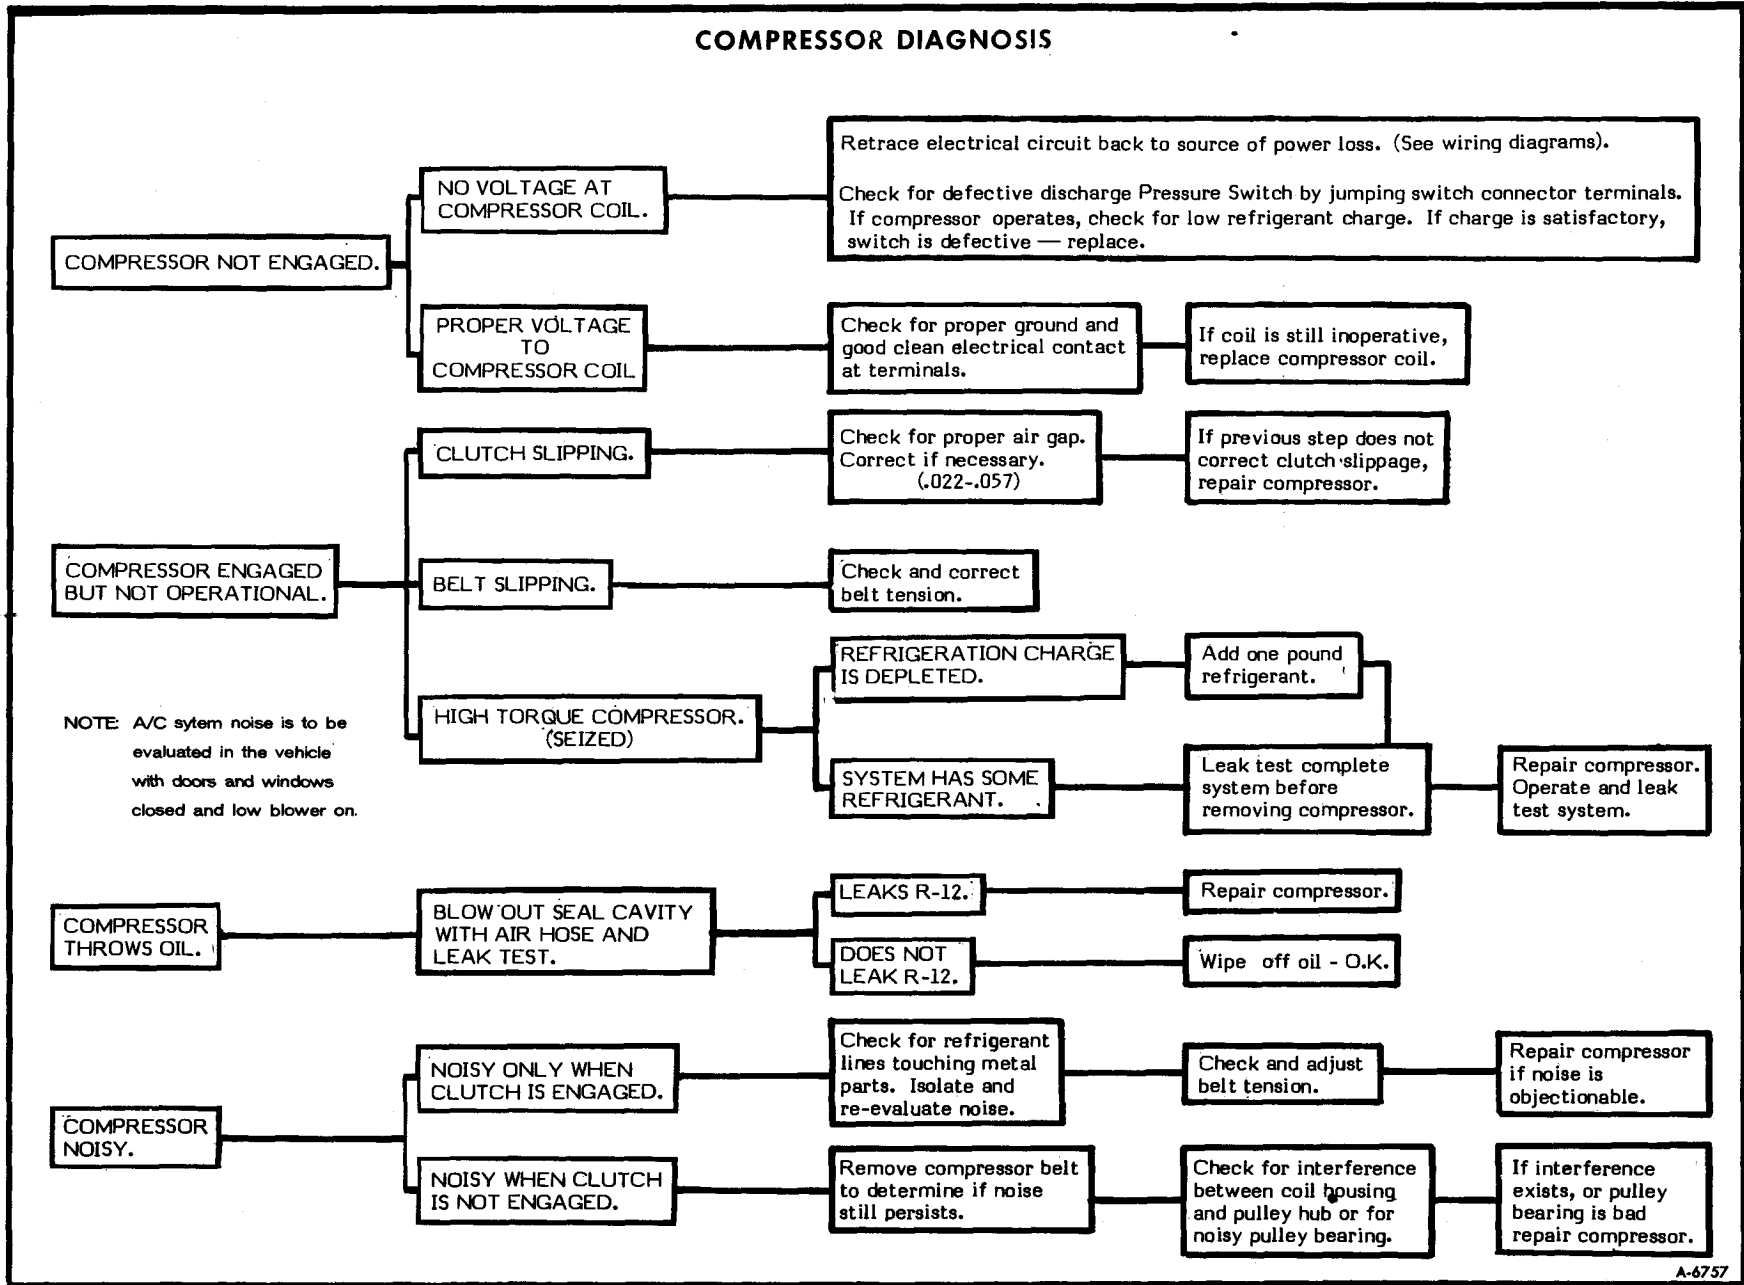 COMPRESSOR DIAGNOSIS
COMPRESSOR NOT ENGAGED.
NO VOLTAGE AT
COMPRESSOR COIL.
Retrace electrical circuit back to source of power loss. (See wiring diagrams).
Check for defective discharge Pressure Switch by jumping switch connector terminals.
If compressor operates, check for low refrigerant charge. If charge is satisfactory,
switch is defective — replace.
PROPER VOLTAGE
TO
COMPRESSOR COIL
Check for proper ground and
good clean electrical contact
at terminals.
If coil is still inoperative,
replace compressor coil.
COMPRESSOR ENGAGED
BUT NOT OPERATIONAL.
CLUTCH SLIPPING.
Check for proper air gap.
Correct if necessary.
(.022-.057)
If previous step does not
correct clutch slippage,
repair compressor.
BELT SLIPPING.
Check and correct
belt tension.
HIGH TORQUE COMPRESSOR.
(SEIZED)
REFRIGERATION CHARGE
IS DEPLETED.
Add one pound
refrigerant.
SYSTEM HAS SOME
REFRIGERANT.
Leak test complete
system before
removing compressor.
Repair compressor.
Operate and leak
test system.
NOTE: A/C sytem noise is to be
evaluated in the vehicle
with doors and windows
closed and low blower on.
COMPRESSOR
THROWS OIL.
BLOW OUT SEAL CAVITY
WITH AIR HOSE AND
LEAK TEST.
LEAKS R-12.
Repair compressor.
DOES NOT
LEAK R-12.
Wipe off oil - O.K.
COMPRESSOR
NOISY.
NOISY ONLY WHEN
CLUTCH IS ENGAGED.
Check for refrigerant
lines touching metal
parts. Isolate and
re-evaluate noise.
Check and adjust
belt tension.
Repair compressor
if noise is
objectionable.
NOISY WHEN CLUTCH
IS NOT ENGAGED.
Remove compressor belt
to determine if noise
still persists.
Check for interference
between coil housing
and pulley hub or for
noisy pulley bearing.
If interference
exists, or pulley
bearing is bad
repair compressor.
A-6757